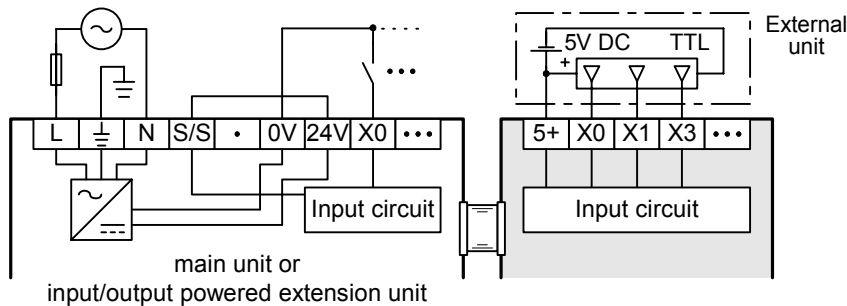 5V DC
TTL
+
External
unit
L
N
S/S
•
0V
24V
X0
•••
5+
X0
X1
X3
•••
Input circuit
Input circuit
main unit or
input/output powered extension unit